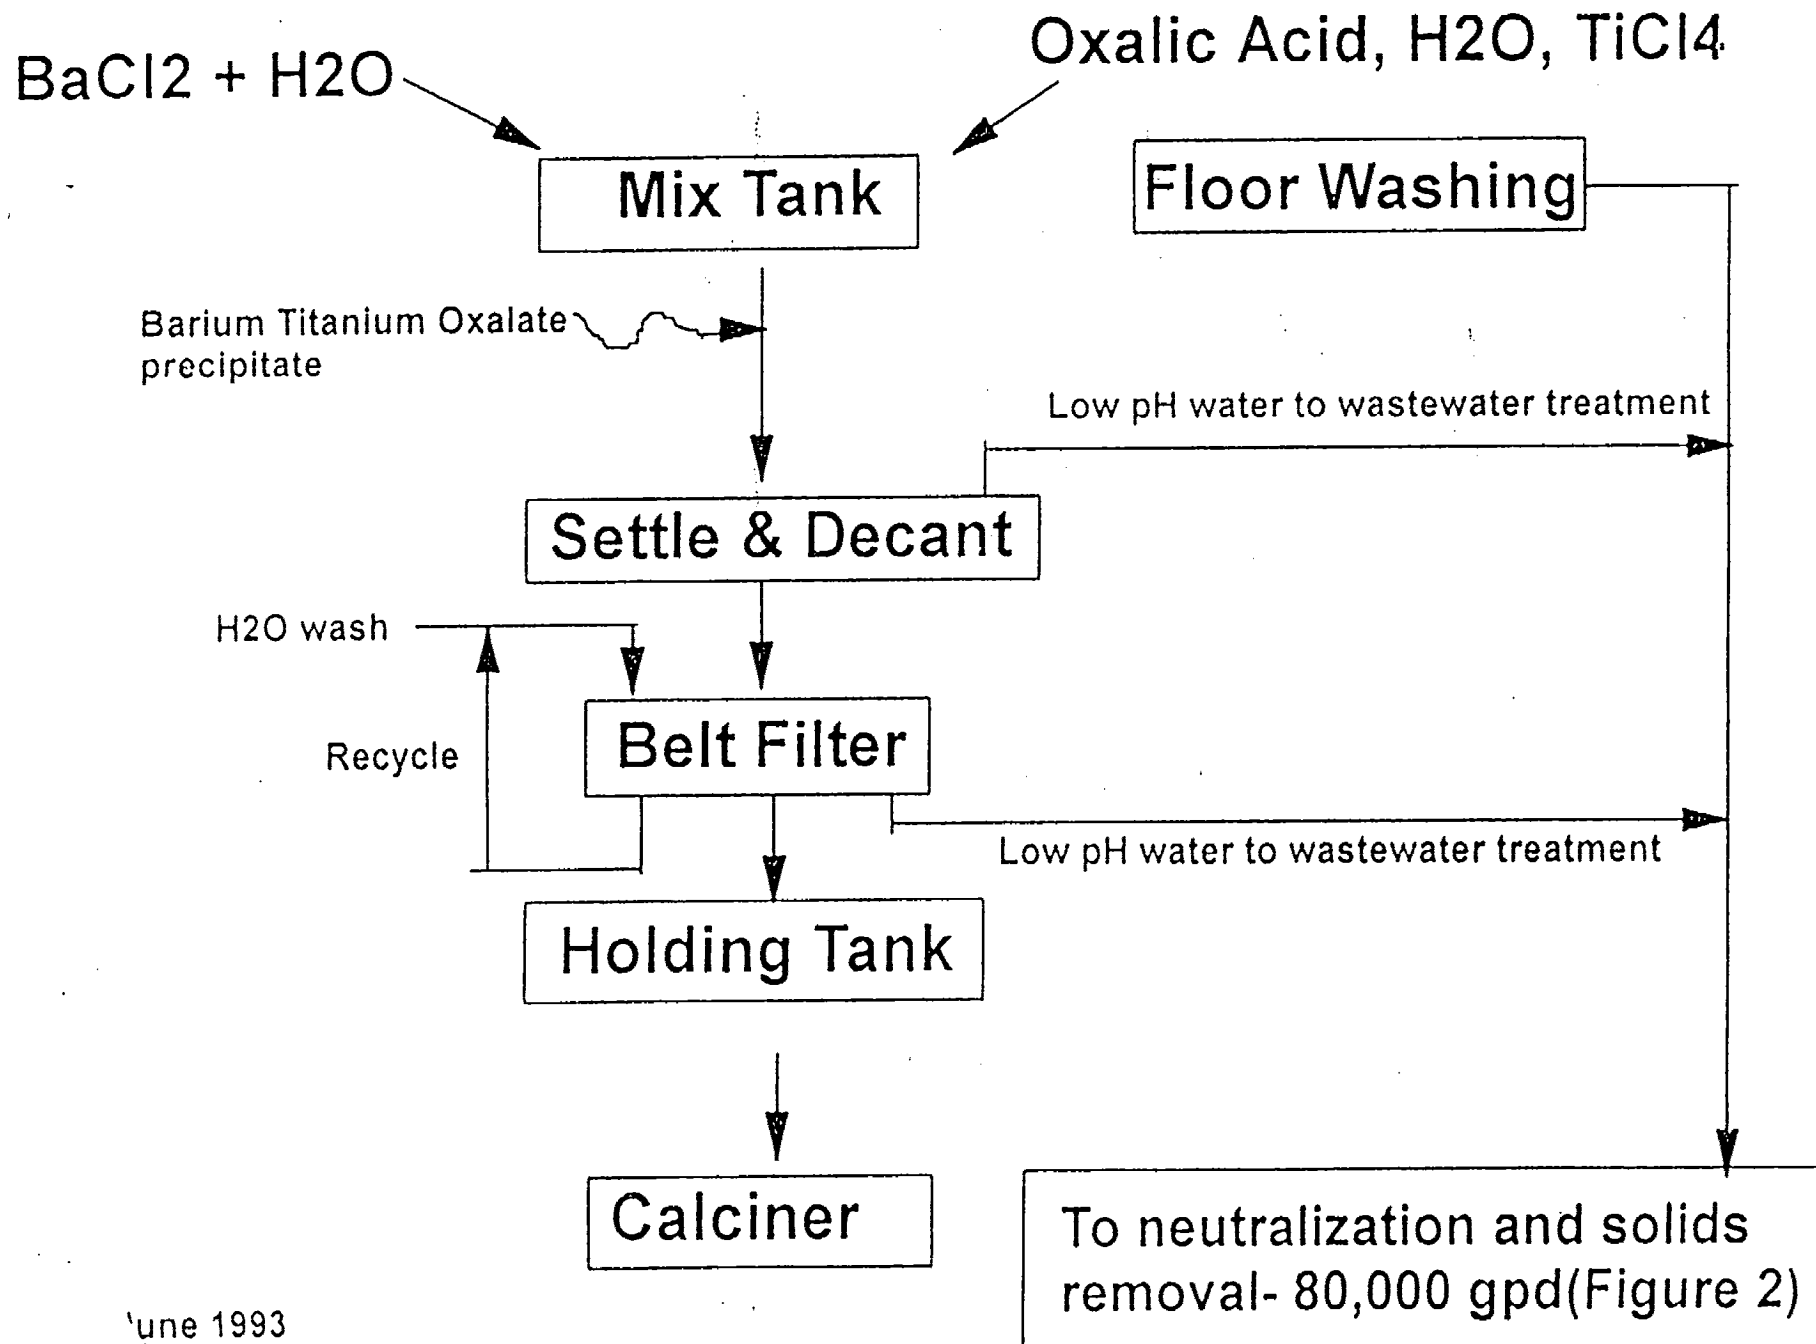 Oxalic Acid, H2O, TiCl4
BaCl2 + H2O
Mix Tank
Floor Washing
Barium Titanium Oxalate
precipitate
Low pH water to wastewater treatment
Settle & Decant
H2O wash
Belt Filter
Recycle
Low pH water to wastewater treatment
Holding Tank
Calciner
To neutralization and solids
removal- 80,000 gpd(Figure 2)
'une 1993